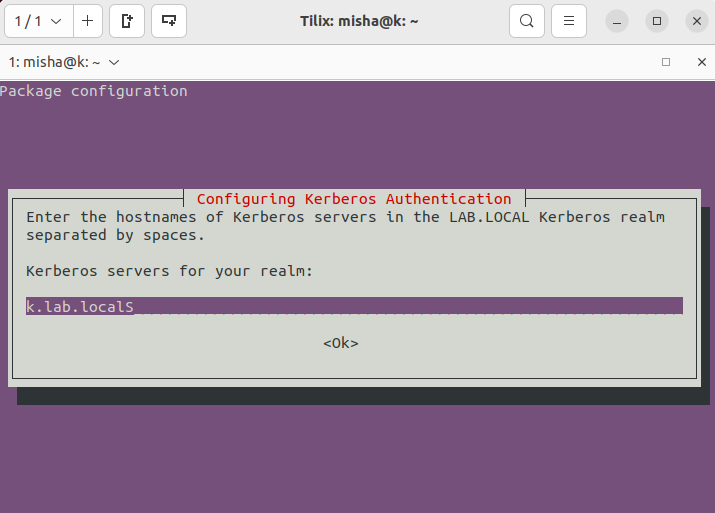 1 / 1
Tilix: misha@k: ~
1: misha@k: ~
Package configuration
Configuring Kerberos Authentication
Enter the hostnames of Kerberos servers in the LAB.LOCAL Kerberos realm
separated by spaces.
Kerberos servers for your realm:
k.lab.localS
<Ok>